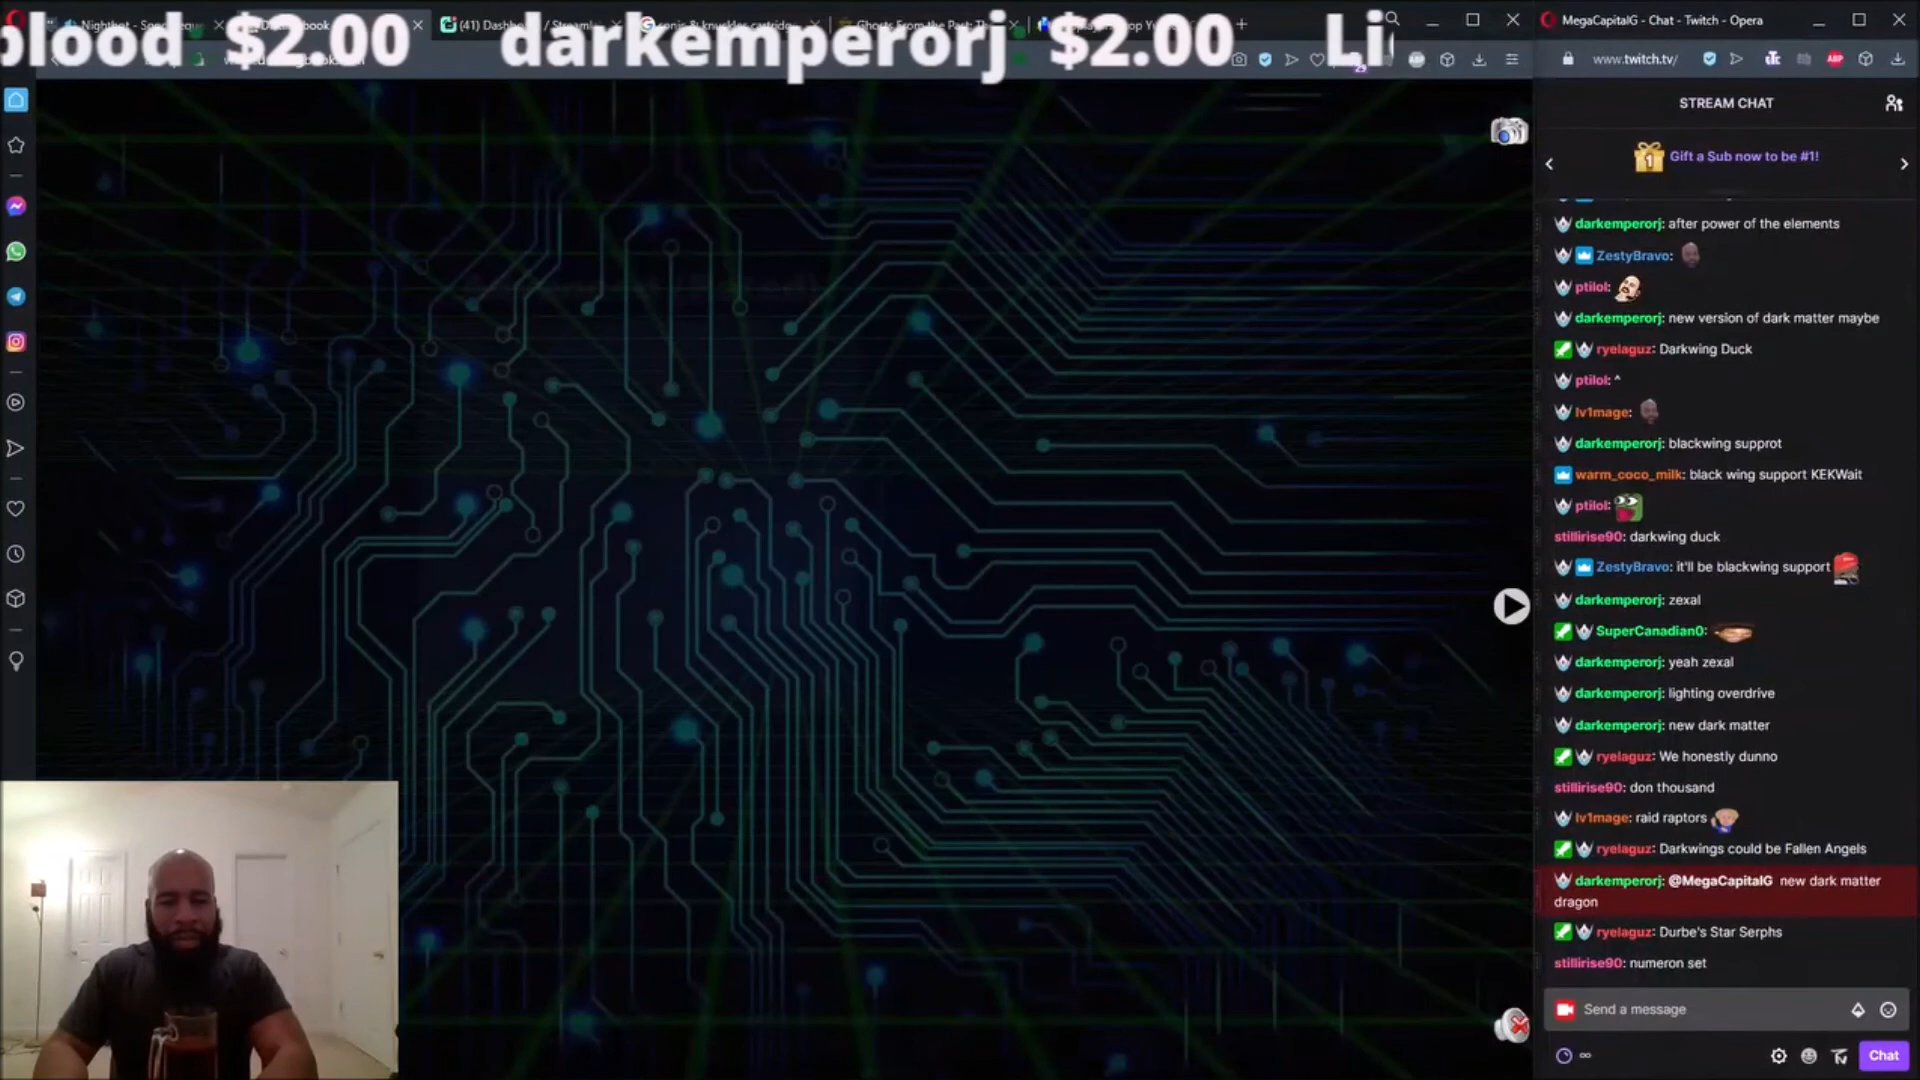 blood $2.00 darkemperorj $2.00 Li
MegaCapitalG - Chat - Twitch - Opera
www.twitch.tv/
STREAM CHAT
Gift a Sub now to be #1!
darkemperorj: after power of the elements
ZestyBravo:
ptilol:
darkemperorj: new version of dark matter maybe
ryelaguz: Darkwing Duck
ptilol: ^
lv1mage:
darkemperorj: blackwing supprot
warm_coco_milk: black wing support KEKWait
ptilol:
stillirise90: darkwing duck
ZestyBravo: it'll be blackwing support
darkemperorj: zexal
SuperCanadian0:
darkemperorj: yeah zexal
darkemperorj: lighting overdrive
darkemperorj: new dark matter
ryelaguz: We honestly dunno
stillirise90: don thousand
lv1mage: raid raptors
ryelaguz: Darkwings could be Fallen Angels
darkemperorj: @MegaCapitalG new dark matter
dragon
ryelaguz: Durbe's Star Serphs
stillirise90: numeron set
Send a message
Chat